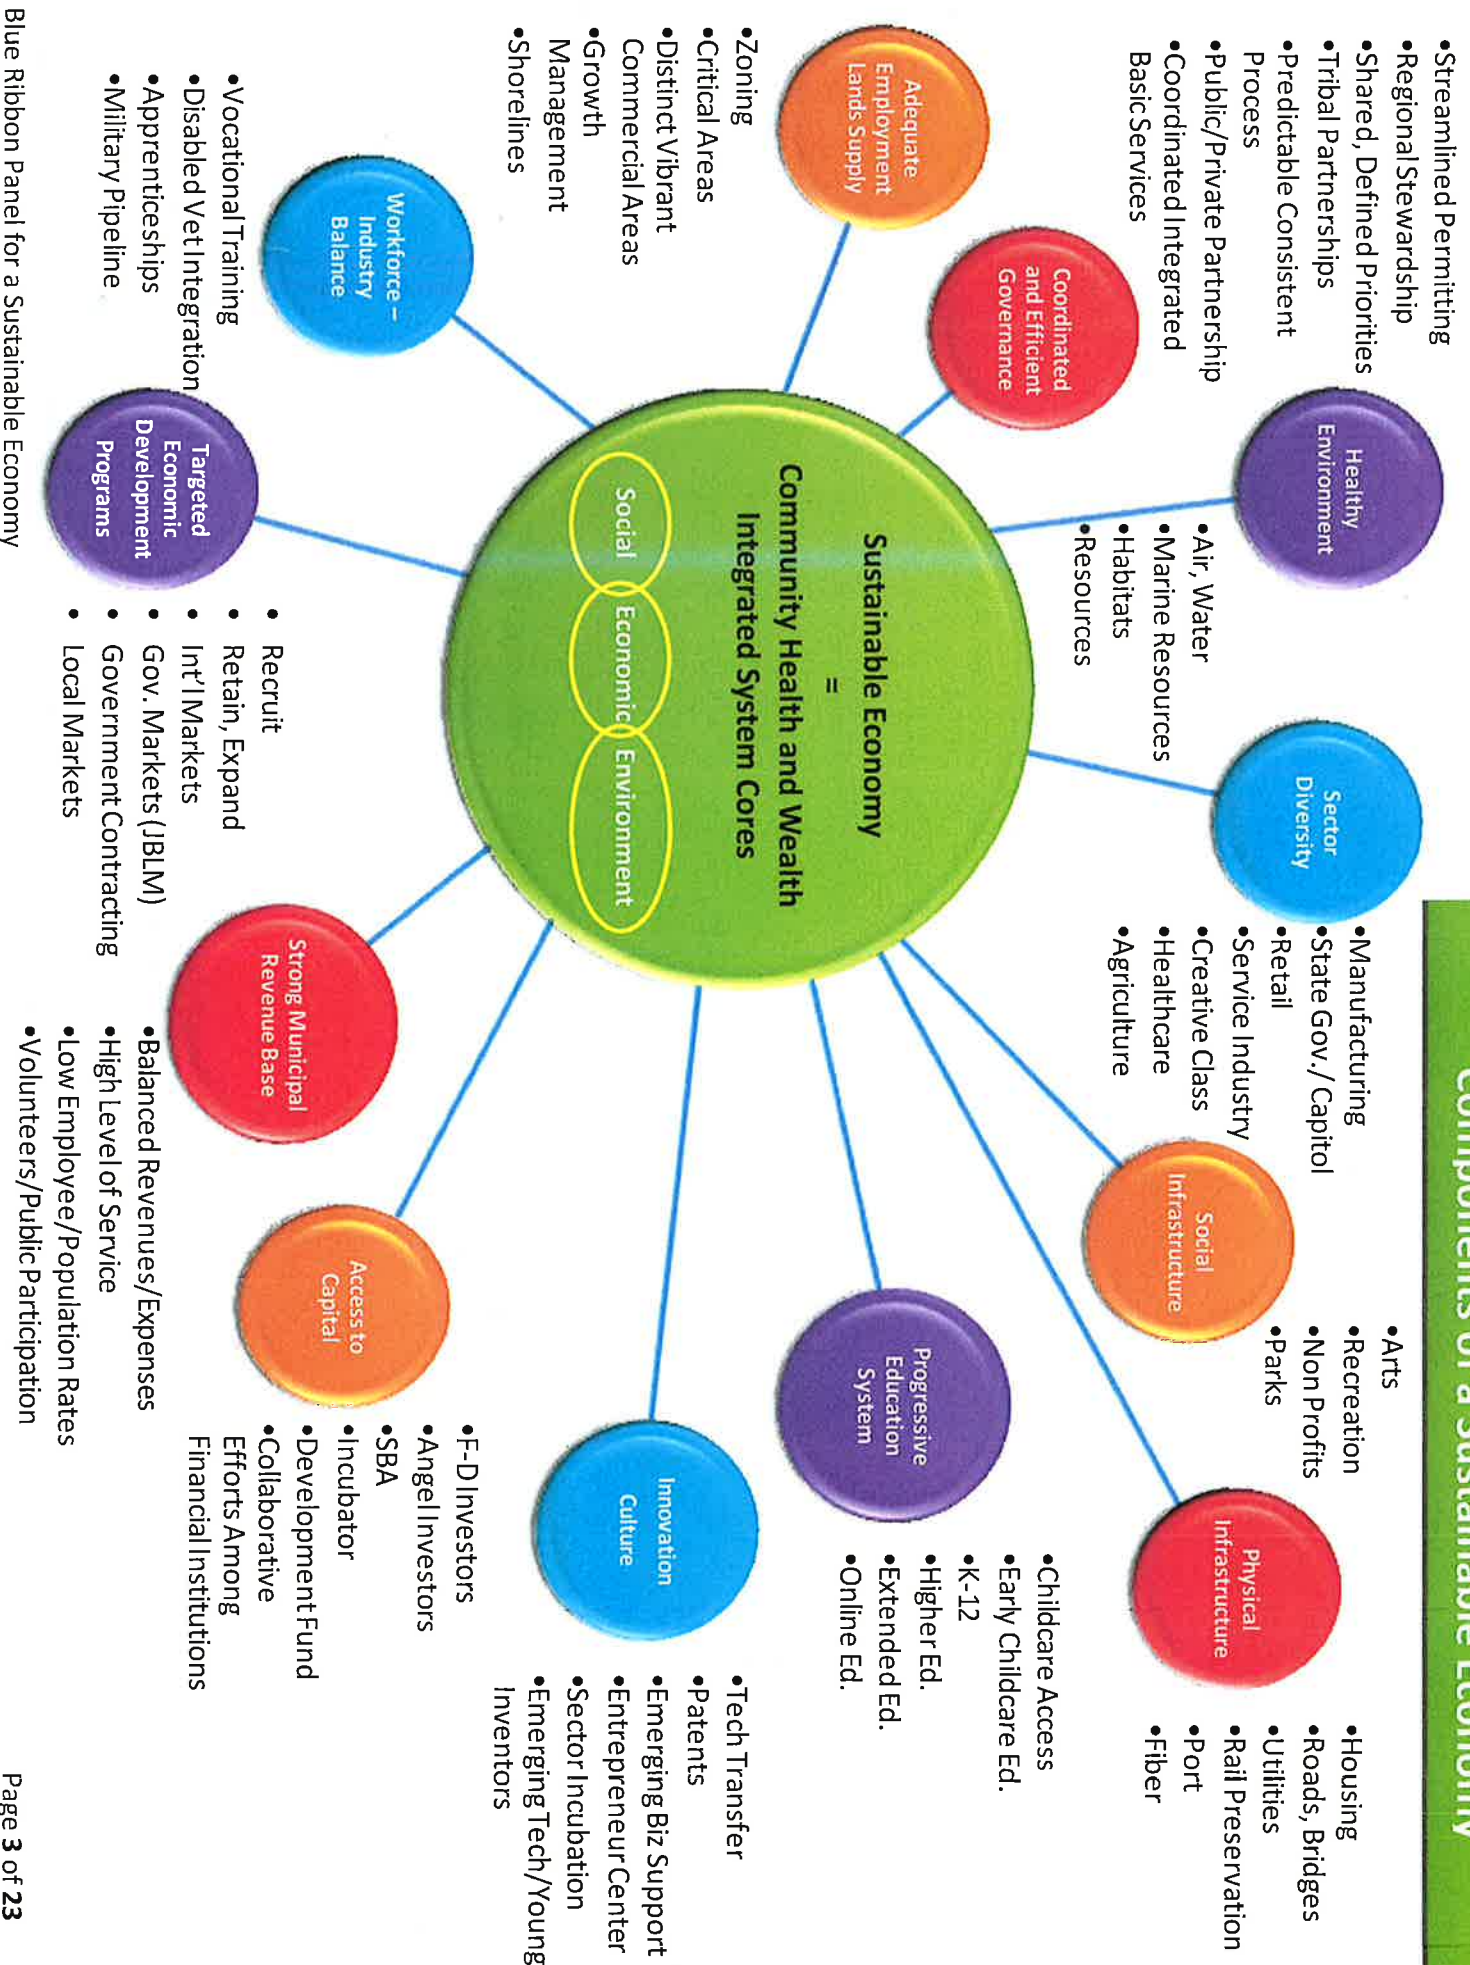 Components of a Sustainable Economy
•Streamlined Permitting
•Regional Stewardship
•Shared, Defined Priorities
•Tribal Partnerships
•Predictable Consistent
Process
•Public/Private Partnership
•Coordinated Integrated
Basic Services
Healthy
Environment
•Air, Water
•Marine Resources
•Habitats
•Resources
Sector
Diversity
•Manufacturing
•State Gov./ Capitol
•Retail
•Service Industry
•Creative Class
•Healthcare
•Agriculture
Social
Infrastructure
•Arts
•Recreation
•Non Profits
•Parks
Physical
Infrastructure
•Housing
•Roads, Bridges
•Utilities
•Rail Preservation
•Port
•Fiber
Coordinated
and Efficient
Governance
Adequate
Employment
Lands Supply
•Zoning
•Critical Areas
•Distinct Vibrant
Commercial Areas
•Growth
Management
•Shorelines
Sustainable Economy
=
Community Health and Wealth
Integrated System Cores
Social Economic Environment
Progressive
Education
System
•Childcare Access
•Early Childcare Ed.
•K-12
•Higher Ed.
•Extended Ed.
•Online Ed.
Innovation
Culture
•Tech Transfer
•Patents
•Emerging Biz Support
•Entrepreneur Center
•Sector Incubation
•Emerging Tech/Young
Inventors
Workforce –
Industry
Balance
•Vocational Training
•Disabled Vet Integration
•Apprenticeships
•Military Pipeline
Targeted
Economic
Development
Programs
• Recruit
• Retain, Expand
• Int'l Markets
• Gov. Markets (JBLM)
• Government Contracting
• Local Markets
Strong Municipal
Revenue Base
•Balanced Revenues/Expenses
•High Level of Service
•Low Employee/Population Rates
•Volunteers/Public Participation
Access to
Capital
•F-D Investors
•Angel Investors
•SBA
•Incubator
•Development Fund
•Collaborative
Efforts Among
Financial Institutions
Blue Ribbon Panel for a Sustainable Economy
Page 3 of 23